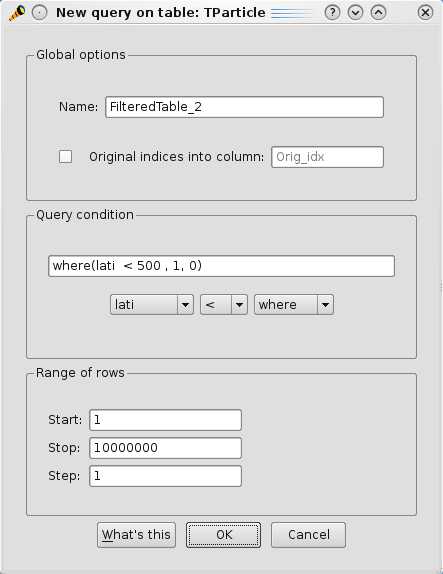 New query on table: TParticle
Global options
Name: FilteredTable_2
Original indices into column: Orig_idx
Query condition
where(lati  < 500 , 1, 0)
lati < where
Range of rows
Start: 1
Stop: 10000000
Step: 1
What's this OK Cancel